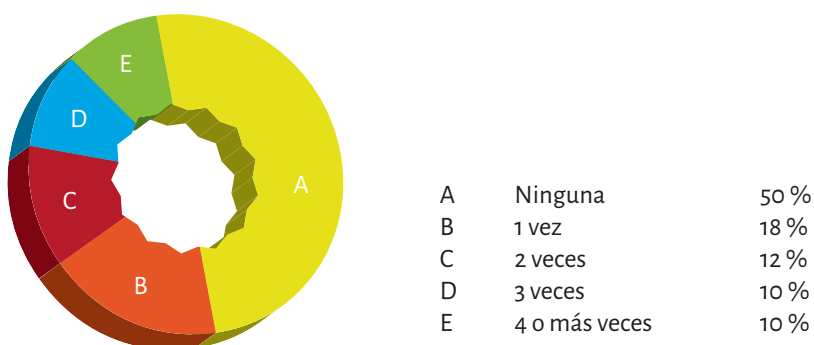 E
D
C
B
A
A Ninguna 50 %
B 1 vez 18 %
C 2 veces 12 %
D 3 veces 10 %
E 4 o más veces 10 %